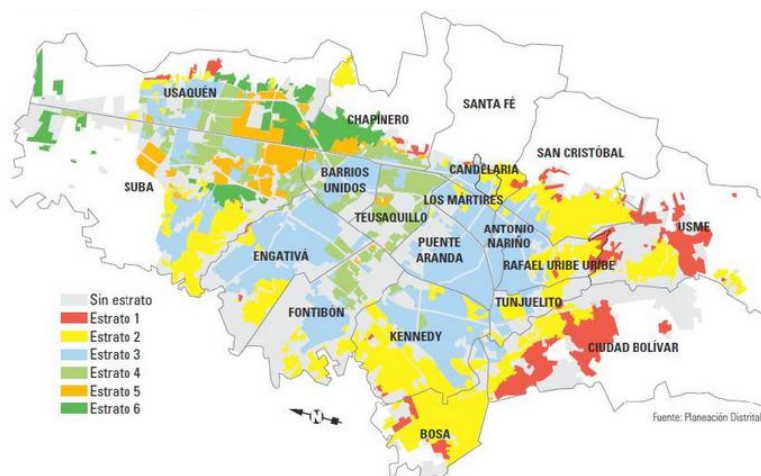 USAQUÉN
CHAPINERO
SANTA FÉ
SAN CRISTÓBAL
SUBA
BARRIOS
UNIDOS
CANDELARIA
LOS MÁRTIRES
TEUSAQUILLO
ANTONIO
NARIÑO
USME
ENGATIVÁ
PUENTE
ARANDA
RAFAEL URIBE URIBE
TUNJUELITO
FONTIBÓN
KENNEDY
CIUDAD BOLÍVAR
BOSA
Sin estrato
Estrato 1
Estrato 2
Estrato 3
Estrato 4
Estrato 5
Estrato 6
N
Fuente: Planeación Distrital